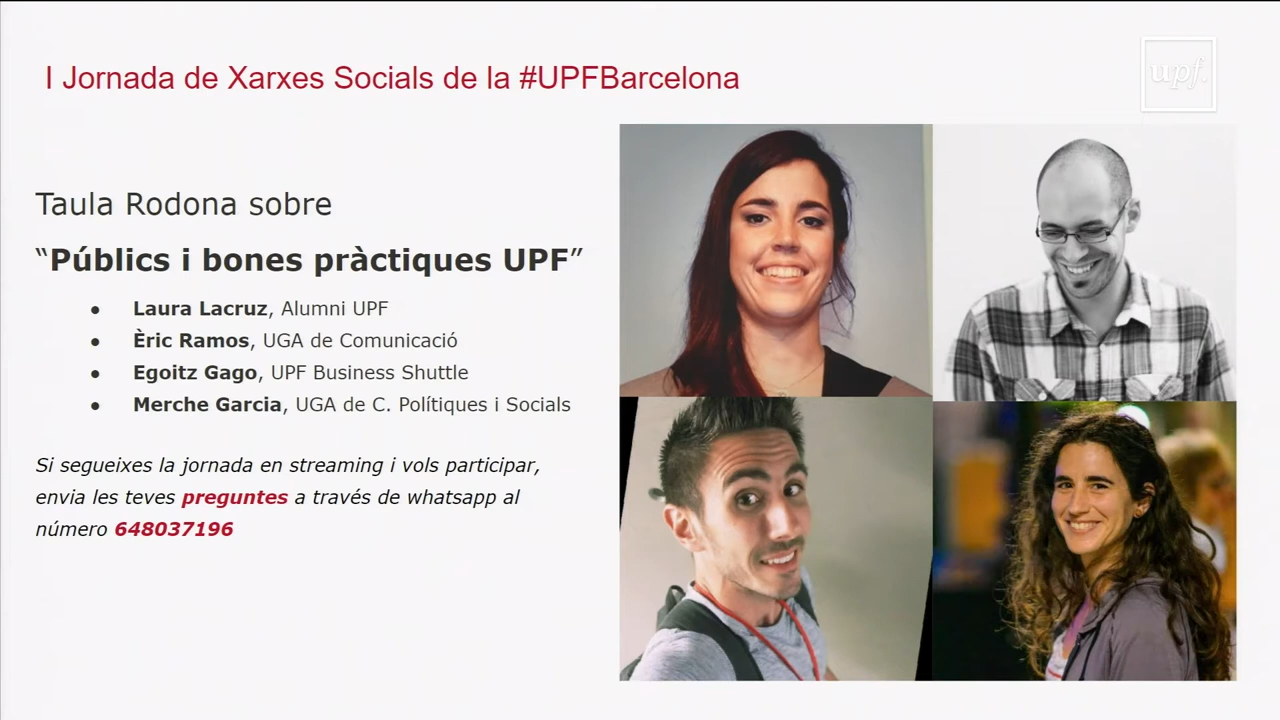 I Jornada de Xarxes Socials de la #UPFBarcelona
upf.
Taula Rodona sobre
“Públics i bones pràctiques UPF”
● Laura Lacruz, Alumni UPF
● Èric Ramos, UGA de Comunicació
● Egoitz Gago, UPF Business Shuttle
● Merche Garcia, UGA de C. Polítiques i Socials
Si segueixes la jornada en streaming i vols participar,
envia les teves preguntes a través de whatsapp al
número 648037196